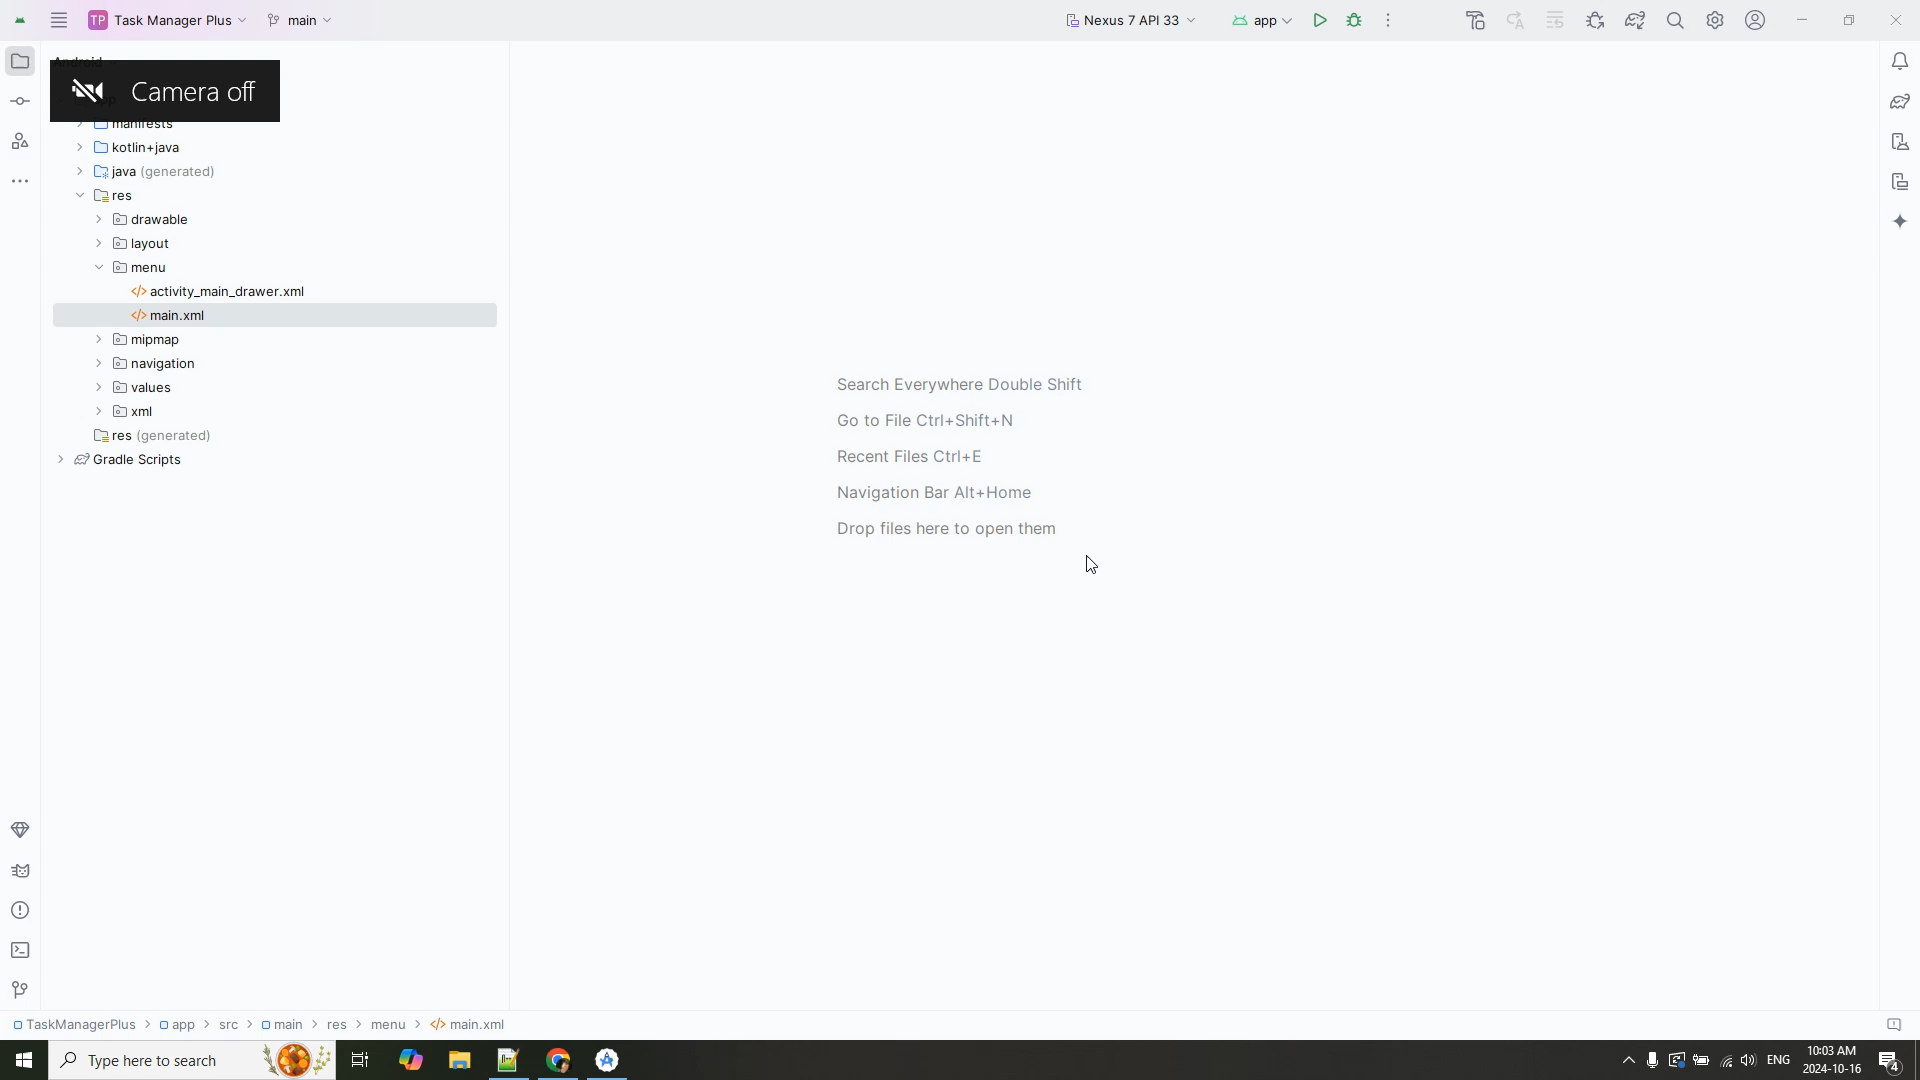 TP Task Manager Plus
main
Nexus 7 API 33
app
Android
Camera off
manifests
kotlin+java
java (generated)
res
drawable
layout
menu
activity_main_drawer.xml
main.xml
mipmap
navigation
values
xml
res (generated)
Gradle Scripts
Search Everywhere Double Shift
Go to File Ctrl+Shift+N
Recent Files Ctrl+E
Navigation Bar Alt+Home
Drop files here to open them
TaskManagerPlus > app > src > main > res > menu > main.xml
Type here to search
ENG
10:03 AM
2024-10-16
4